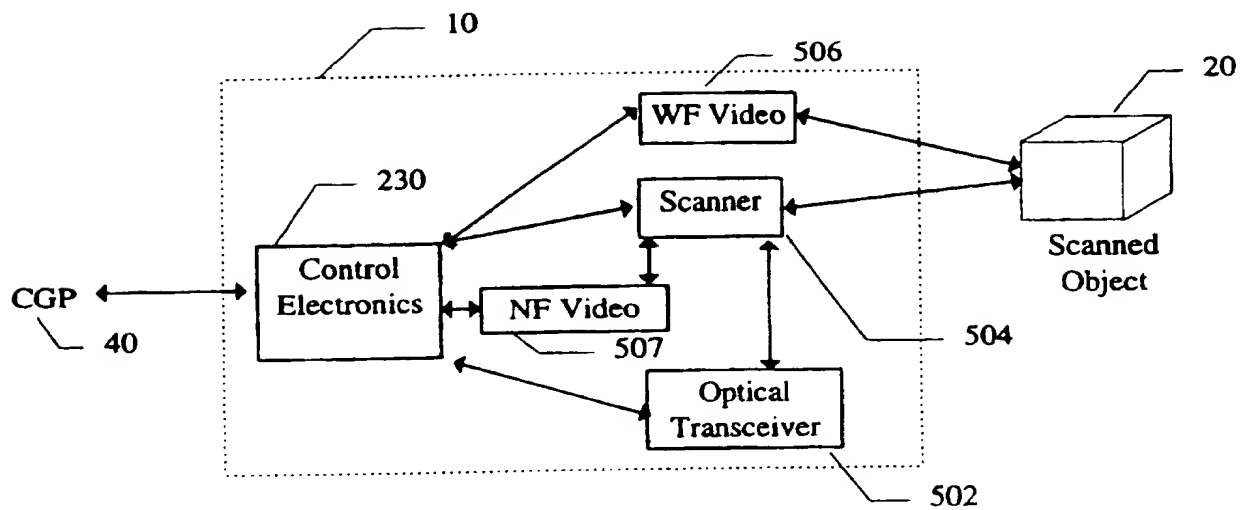 10
506
20
WF Video
230
Scanner
Control
Electronics
Scanned
Object
CGP
NF Video
40
507
504
Optical
Transceiver
502